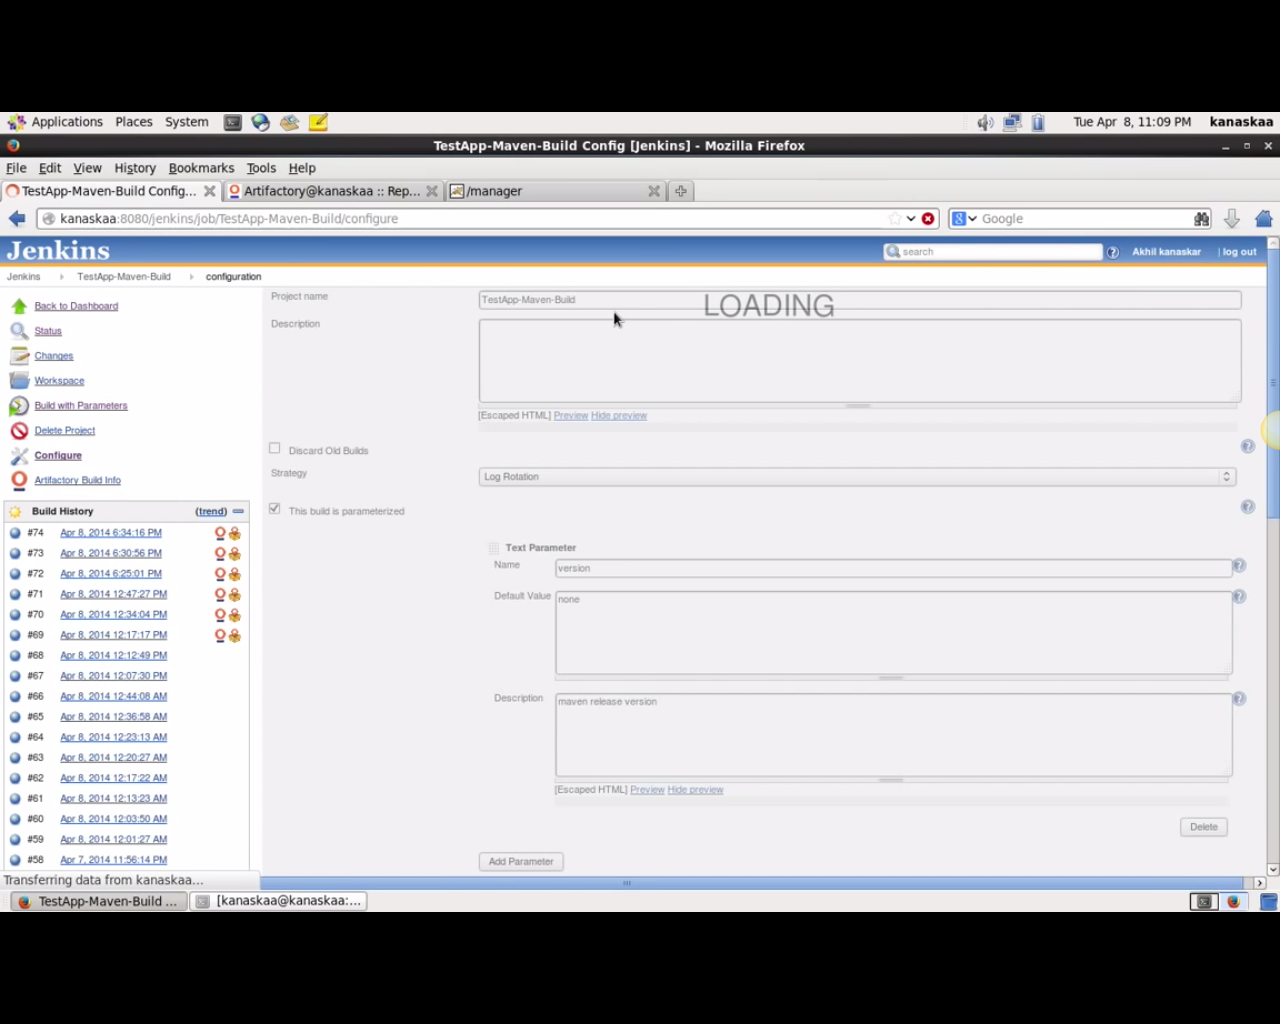 Applications Places System Tue Apr 8, 11:09 PM kanaskaa
TestApp-Maven-Build Config [Jenkins] - Mozilla Firefox
File Edit View History Bookmarks Tools Help
TestApp-Maven-Build Config... Artifactory@kanaskaa :: Rep... /manager
kanaskaa:8080/jenkins/job/TestApp-Maven-Build/configure Google
Jenkins search Akhil kanaskar | log out
Jenkins TestApp-Maven-Build configuration
Back to Dashboard
Status
Changes
Workspace
Build with Parameters
Delete Project
Configure
Artifactory Build Info
Build History (trend)
#74 Apr 8, 2014 6:34:16 PM
#73 Apr 8, 2014 6:30:56 PM
#72 Apr 8, 2014 6:25:01 PM
#71 Apr 8, 2014 12:47:27 PM
#70 Apr 8, 2014 12:34:04 PM
#69 Apr 8, 2014 12:17:17 PM
#68 Apr 8, 2014 12:12:49 PM
#67 Apr 8, 2014 12:07:30 PM
#66 Apr 8, 2014 12:44:08 AM
#65 Apr 8, 2014 12:36:58 AM
#64 Apr 8, 2014 12:23:13 AM
#63 Apr 8, 2014 12:20:27 AM
#62 Apr 8, 2014 12:17:22 AM
#61 Apr 8, 2014 12:13:23 AM
#60 Apr 8, 2014 12:03:50 AM
#59 Apr 8, 2014 12:01:27 AM
#58 Apr 7, 2014 11:56:14 PM
Project name TestApp-Maven-Build
LOADING
Description
[Escaped HTML] Preview Hide preview
Discard Old Builds
Strategy Log Rotation
This build is parameterized
Text Parameter
Name version
Default Value none
Description maven release version
[Escaped HTML] Preview Hide preview
Delete
Add Parameter
Transferring data from kanaskaa...
TestApp-Maven-Build ... [kanaskaa@kanaskaa:...